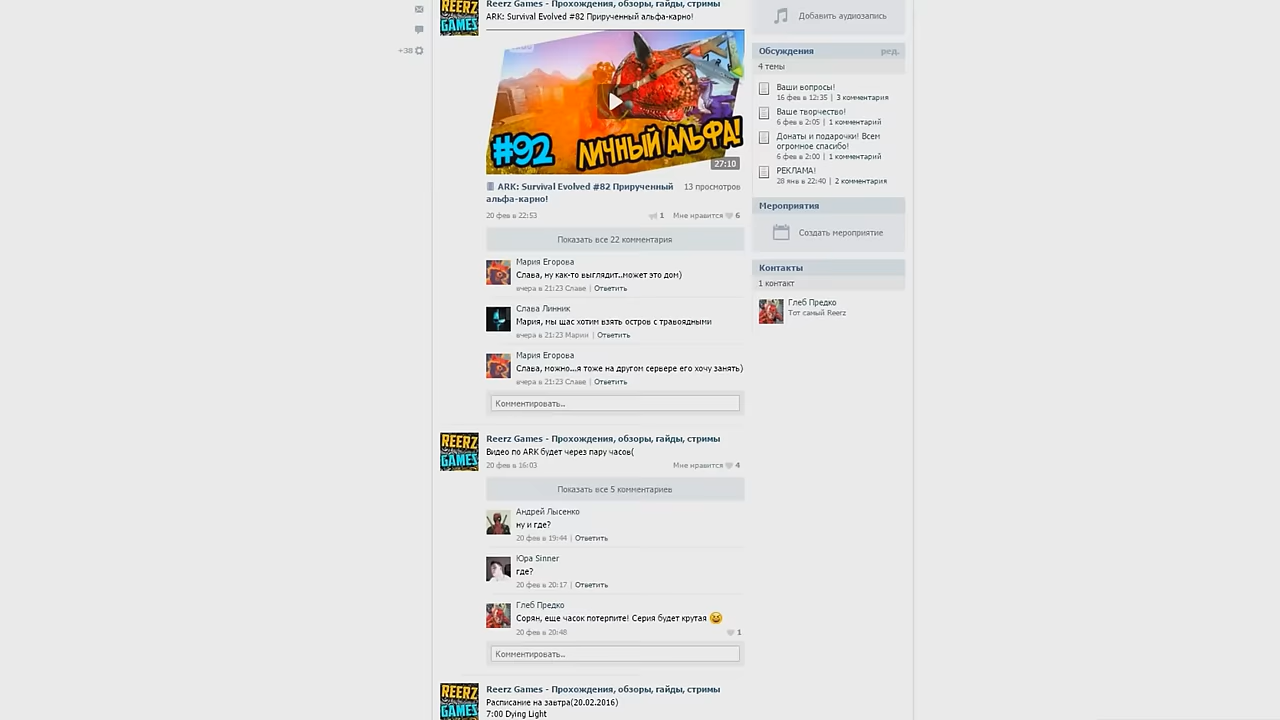 +38
REERZ GAMES
Reerz Games - Прохождения, обзоры, гайды, стримы
ARK: Survival Evolved #82 Прирученный альфа-карно!
#92
ЛИЧНЫЙ АЛЬФА!
27:10
ARK: Survival Evolved #82 Прирученный
альфа-карно!
13 просмотров
20 фев в 22:53
1
Мне нравится 6
Показать все 22 комментария
Мария Егорова
Слава, ну как-то выглядит..может это дом)
вчера в 21:23 Славе | Ответить
Слава Линник
Мария, мы щас хотим взять остров с травоядными
вчера в 21:23 Марии | Ответить
Мария Егорова
Слава, можно...я тоже на другом сервере его хочу занять)
вчера в 21:23 Славе | Ответить
Комментировать..
REERZ GAMES
Reerz Games - Прохождения, обзоры, гайды, стримы
Видео по ARK будет через пару часов(
20 фев в 16:03
Мне нравится 4
Показать все 5 комментариев
Андрей Лысенко
ну и где?
20 фев в 19:44 | Ответить
Юра Sinner
где?
20 фев в 20:17 | Ответить
Глеб Предко
Сорян, еще часок потерпите! Серия будет крутая
20 фев в 20:48
1
Комментировать..
REERZ GAMES
Reerz Games - Прохождения, обзоры, гайды, стримы
Расписание на завтра(20.02.2016)
7:00 Dying Light
Добавить аудиозапись
Обсуждения
ред.
4 темы
Ваши вопросы!
16 фев в 12:35 | 3 комментария
Ваше творчество!
6 фев в 2:05 | 1 комментарий
Донаты и подарочки! Всем
огромное спасибо!
6 фев в 2:00 | 1 комментарий
РЕКЛАМА!
28 янв в 22:40 | 2 комментария
Мероприятия
Создать мероприятие
Контакты
1 контакт
Глеб Предко
Тот самый Reerz